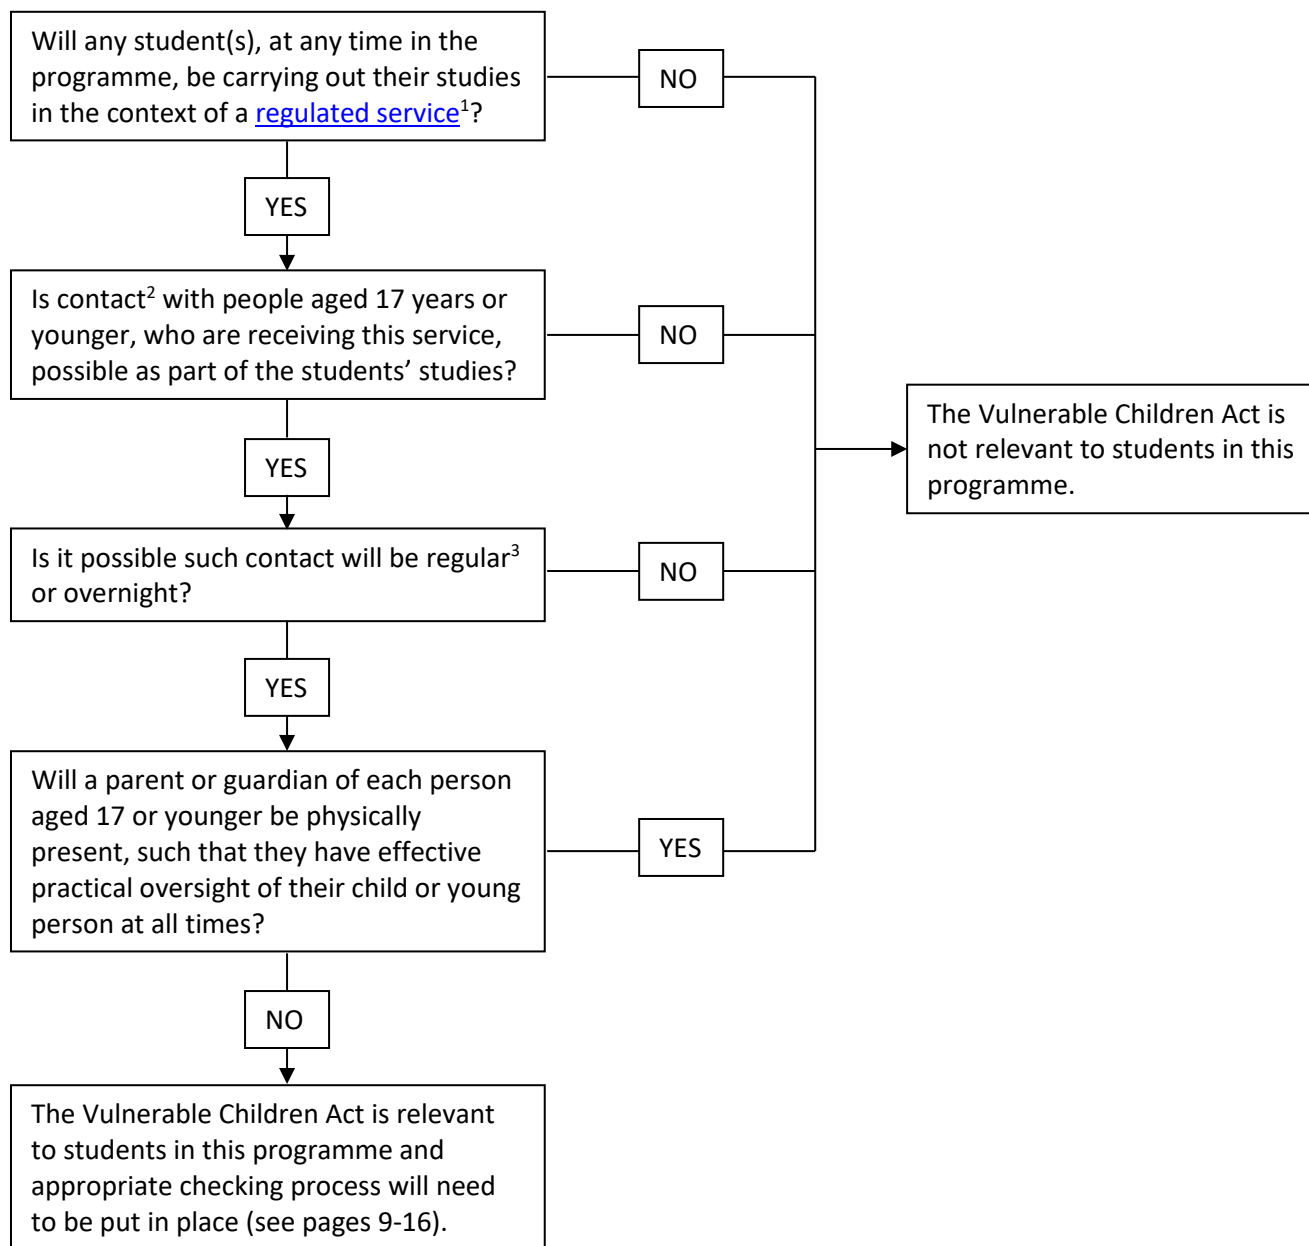 Will any student(s), at any time in the
programme, be carrying out their studies
in the context of a regulated service¹?
NO
YES
Is contact² with people aged 17 years or
younger, who are receiving this service,
possible as part of the students’ studies?
NO
The Vulnerable Children Act is
not relevant to students in this
programme.
YES
Is it possible such contact will be regular³
or overnight?
NO
YES
Will a parent or guardian of each person
aged 17 or younger be physically
present, such that they have effective
practical oversight of their child or young
person at all times?
YES
NO
The Vulnerable Children Act is relevant
to students in this programme and
appropriate checking process will need
to be put in place (see pages 9-16).